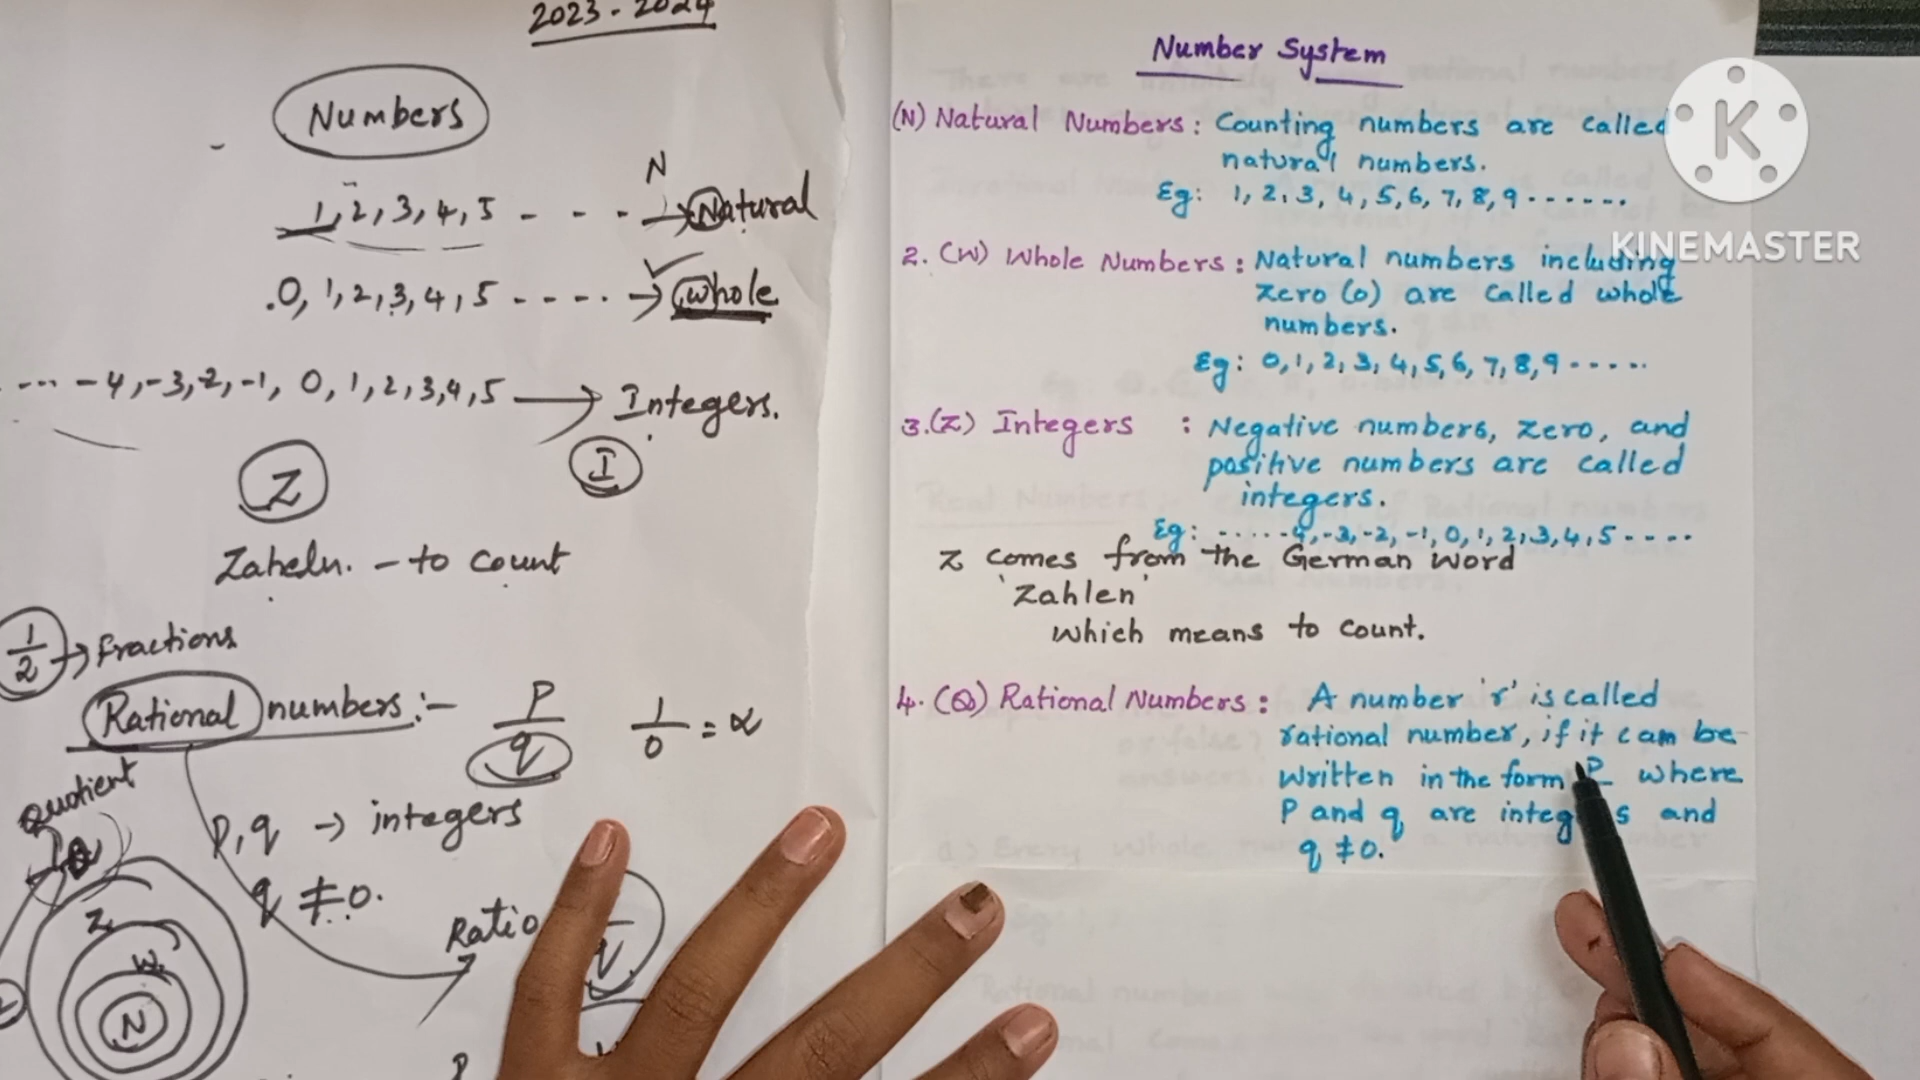 2023-2024
Numbers
N
1, 2, 3, 4, 5 - - - → Natural
.0, 1, 2, 3, 4, 5 ----- → Whole
--- -4, -3, -2, -1, 0, 1, 2, 3, 4, 5 → Integers.
Z
I
Zaheln. - to count
1/2 → Fractions
Rational numbers :- P/q 1/0 = α
Quotient
P, q → integers
q ≠ 0.
Q
Z
W
N
Ratio
q
P
Number System
(N) Natural Numbers : Counting numbers are called
natural numbers.
Eg: 1, 2, 3, 4, 5, 6, 7, 8, 9 ......
2. (W) Whole Numbers : Natural numbers including
zero (0) are called whole
numbers.
Eg: 0, 1, 2, 3, 4, 5, 6, 7, 8, 9 .....
3. (Z) Integers : Negative numbers, zero, and
positive numbers are called
integers.
Eg: .....-4, -3, -2, -1, 0, 1, 2, 3, 4, 5 ....
Z comes from the German word
'Zahlen'
which means to count.
4. (Q) Rational Numbers : A number 'r' is called
rational number, if it can be
written in the form P where
P and q are integ s and
q ≠ 0.
K
KINEMASTER